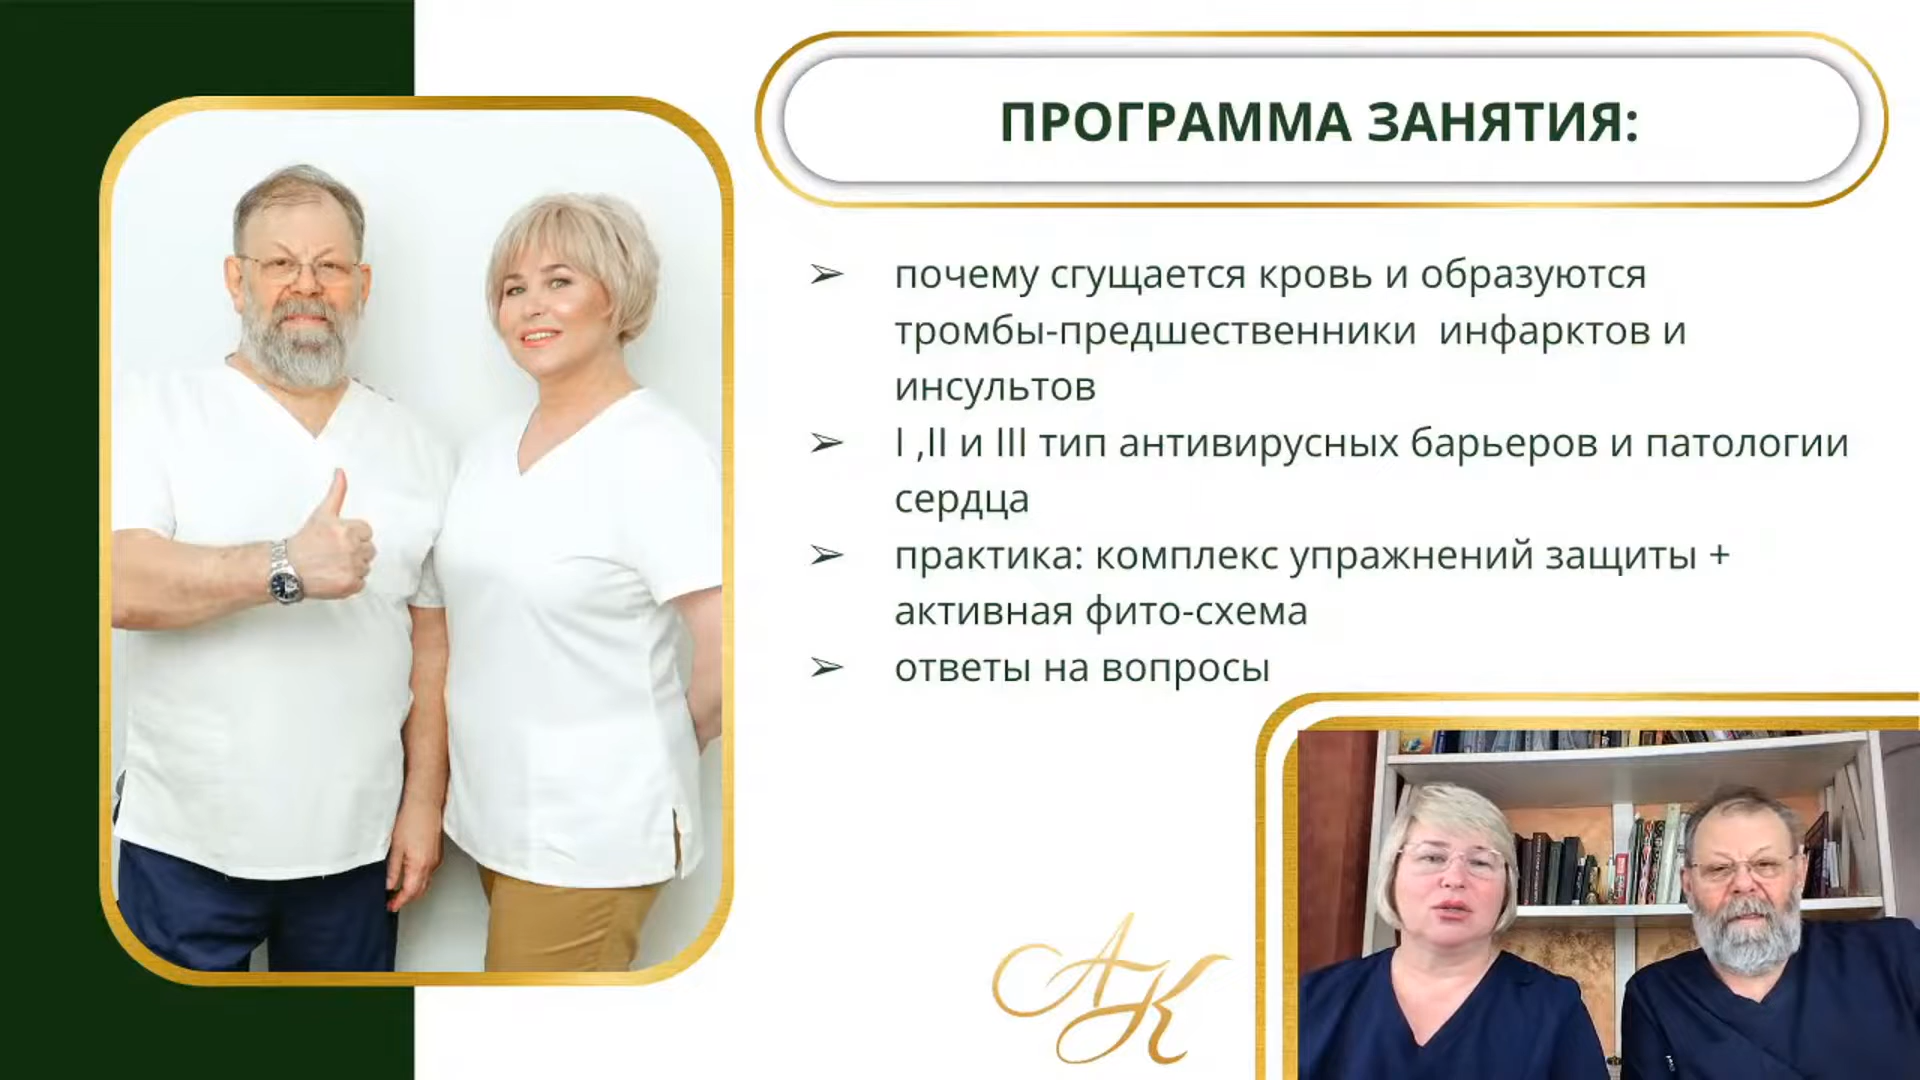 ПРОГРАММА ЗАНЯТИЯ:
➢ почему сгущается кровь и образуются
тромбы-предшественники инфарктов и
инсультов
➢ I ,II и III тип антивирусных барьеров и патологии
сердца
➢ практика: комплекс упражнений защиты +
активная фито-схема
➢ ответы на вопросы
АК